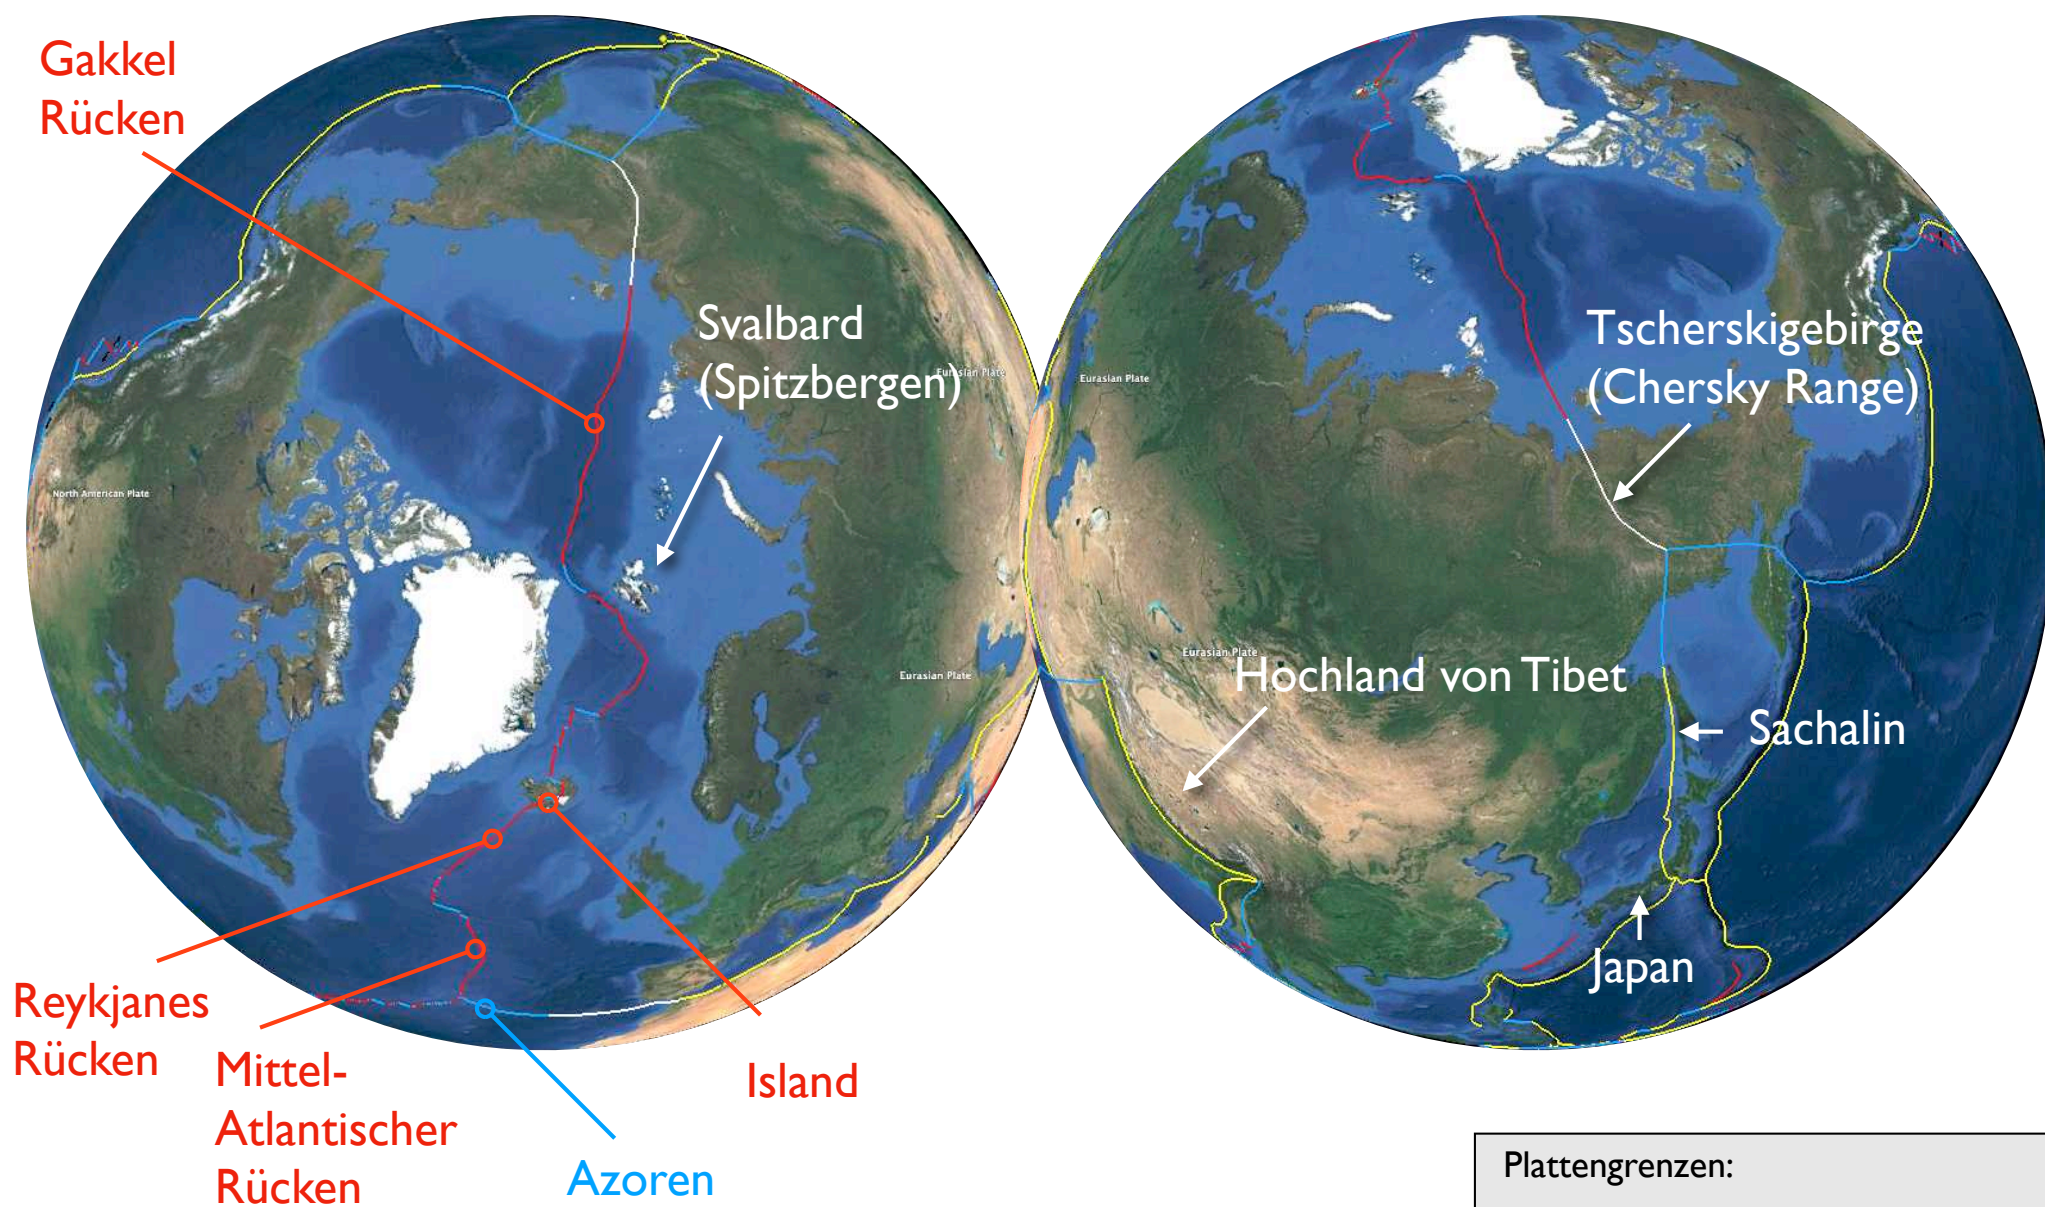 Gakkel
Rücken
Svalbard
(Spitzbergen)
Eurasian Plate
North American Plate
Eurasian Plate
Reykjanes
Rücken
Mittel-
Atlantischer
Rücken
Azoren
Island
Eurasian Plate
Tscherskigebirge
(Chersky Range)
Eurasian Plate
Hochland von Tibet
Sachalin
Japan
Plattengrenzen: